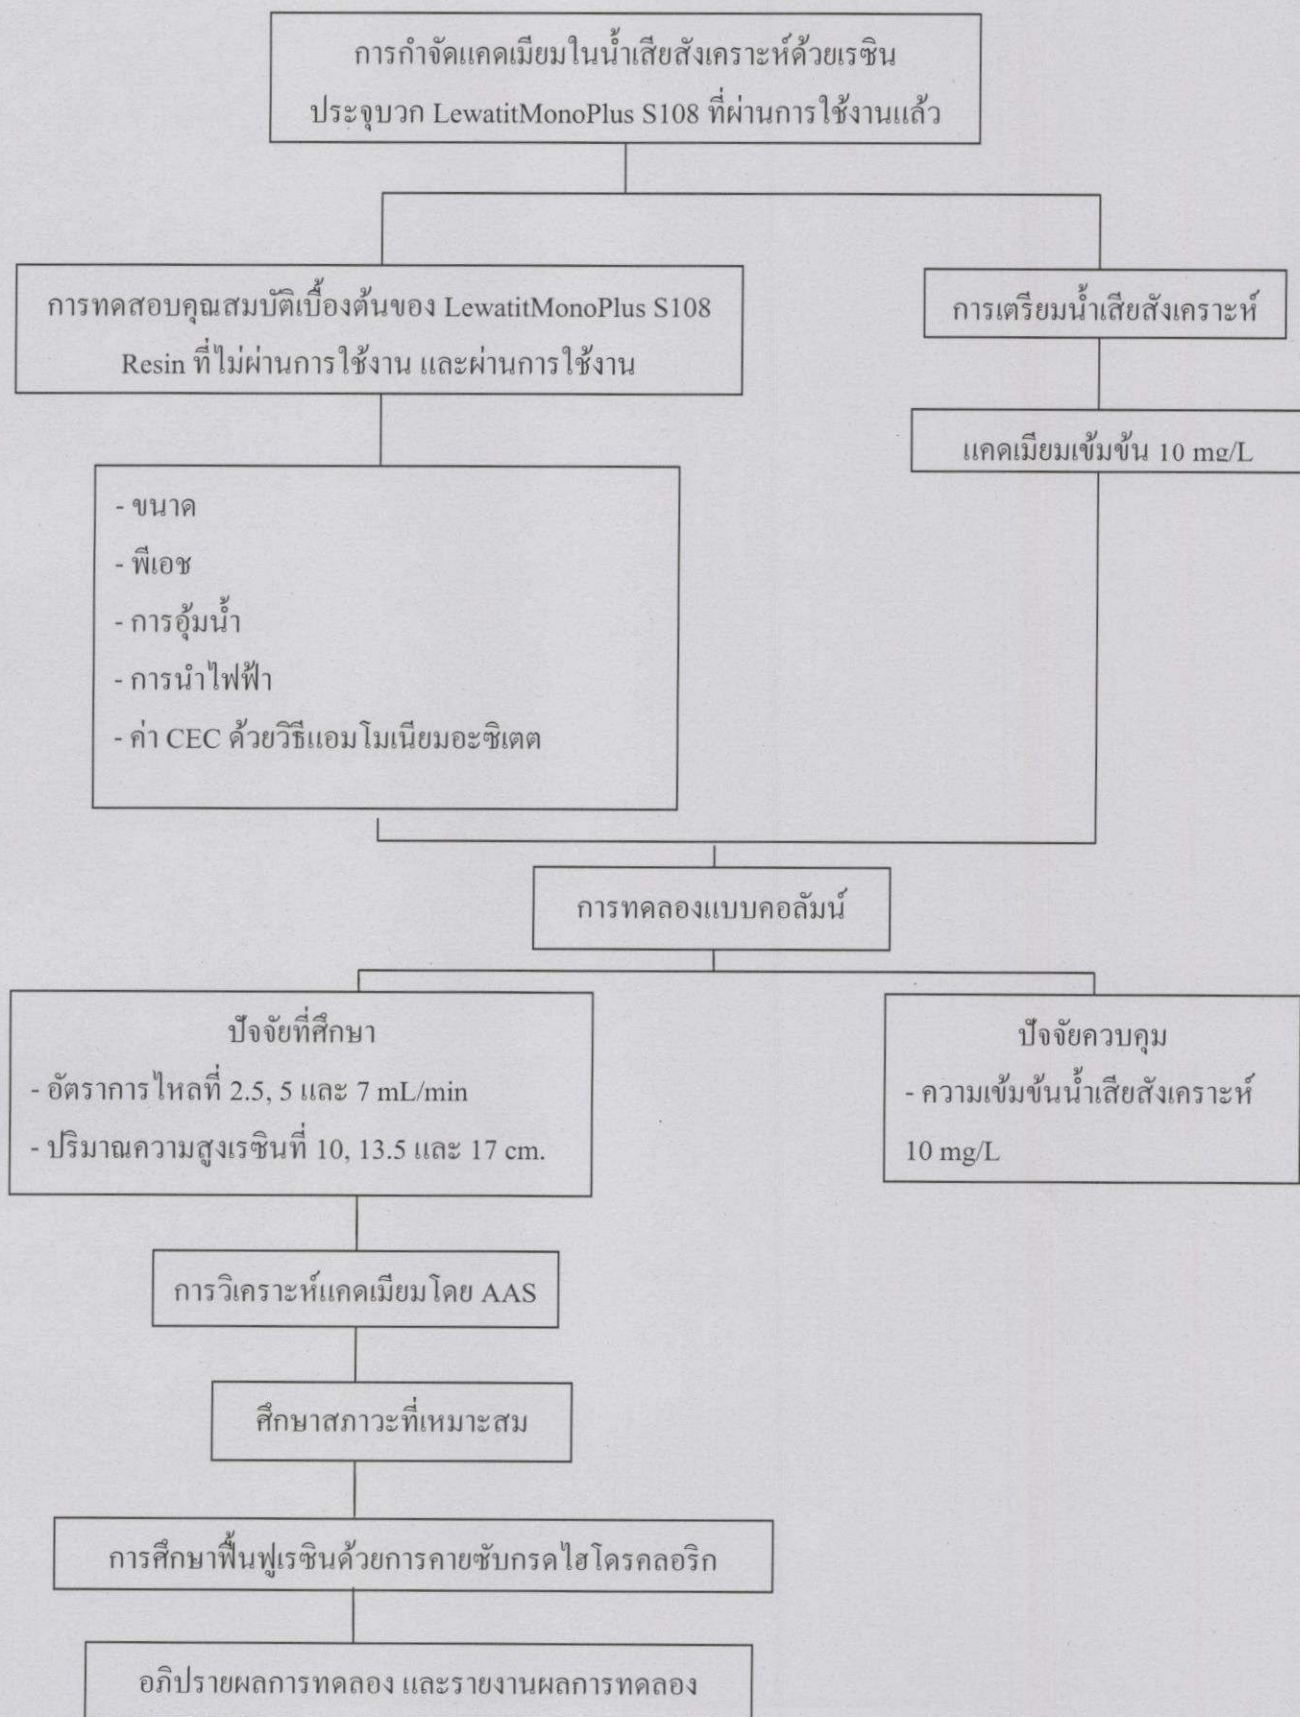 การกำจัดแคดเมียมในน้ำเสียสังเคราะห์ด้วยเรซิน
ประจุบวก LewatitMonoPlus S108 ที่ผ่านการใช้งานแล้ว
การทดสอบคุณสมบัติเบื้องต้นของ LewatitMonoPlus S108
Resin ที่ไม่ผ่านการใช้งาน และผ่านการใช้งาน
การเตรียมน้ำเสียสังเคราะห์
แคดเมียมเข้มข้น 10 mg/L
- ขนาด
- พีเอช
- การอุ้มน้ำ
- การนำไฟฟ้า
- ค่า CEC ด้วยวิธีแอมโมเนียมอะซิเตต
การทดลองแบบคอลัมน์
ปัจจัยที่ศึกษา
- อัตราการไหลที่ 2.5, 5 และ 7 mL/min
- ปริมาณความสูงเรซินที่ 10, 13.5 และ 17 cm.
ปัจจัยควบคุม
- ความเข้มข้นน้ำเสียสังเคราะห์
10 mg/L
การวิเคราะห์แคดเมียมโดย AAS
ศึกษาสภาวะที่เหมาะสม
การศึกษาฟื้นฟูเรซินด้วยการคายซับกรดไฮโดรคลอริก
อภิปรายผลการทดลอง และรายงานผลการทดลอง